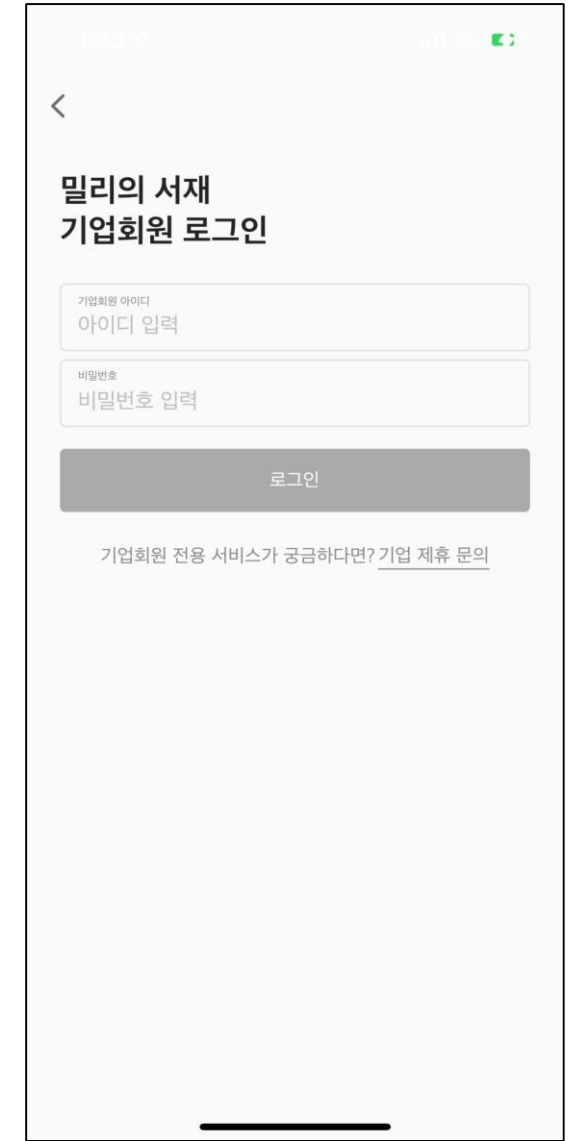 밀리의 서재
기업회원 로그인
기업회원 아이디
아이디 입력
비밀번호
비밀번호 입력
로그인
기업회원 전용 서비스가 궁금하다면? 기업 제휴 문의